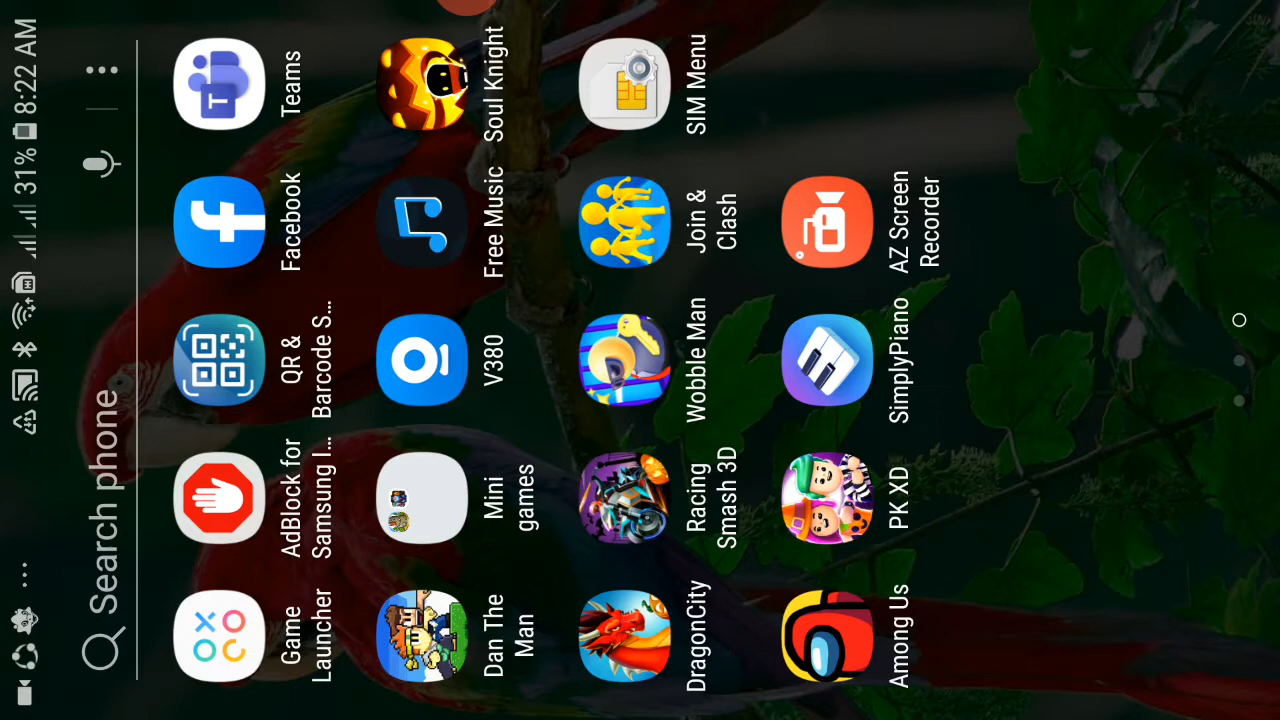 31% 8:22 AM
Search phone
Game
Launcher
AdBlock for
Samsung I...
QR &
Barcode S...
Facebook
Teams
Dan The
Man
Mini
games
V380
Free Music
Soul Knight
DragonCity
Racing
Smash 3D
Wobble Man
Join &
Clash
SIM Menu
Among Us
PK XD
SimplyPiano
AZ Screen
Recorder